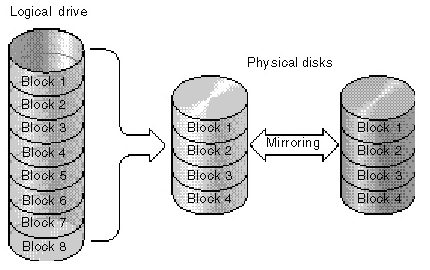 Logical drive
Physical disks
Block 1
Block 2
Block 3
Block 4
Block 5
Block 6
Block 7
Block 8
Block 1
Block 2
Block 3
Block 4
Mirroring
Block 1
Block 2
Block 3
Block 4